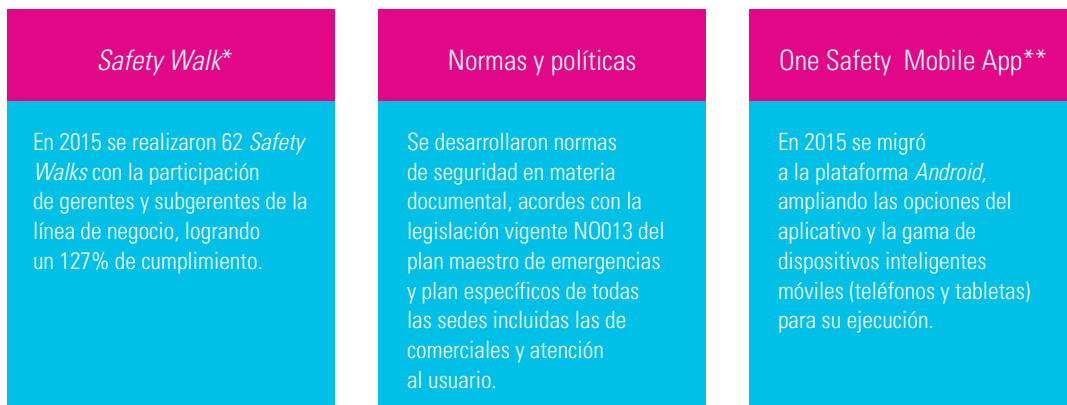 Safety Walk*
En 2015 se realizaron 62 Safety
Walks con la participación
de gerentes y subgerentes de la
línea de negocio, logrando
un 127% de cumplimiento.
Normas y políticas
Se desarrollaron normas
de seguridad en materia
documental, acordes con la
legislación vigente NO013 del
plan maestro de emergencias
y plan específicos de todas
las sedes incluidas las de
comerciales y atención
al usuario.
One Safety Mobile App**
En 2015 se migró
a la plataforma Android,
ampliando las opciones del
aplicativo y la gama de
dispositivos inteligentes
móviles (teléfonos y tabletas)
para su ejecución.